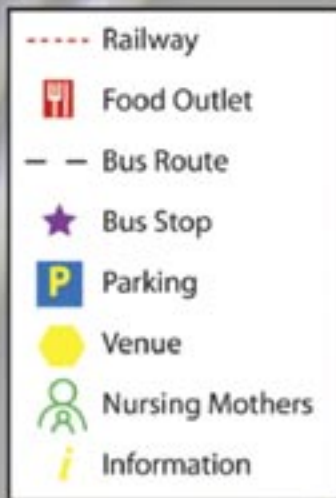 Railway
Food Outlet
Bus Route
Bus Stop
P Parking
Venue
Nursing Mothers
i Information